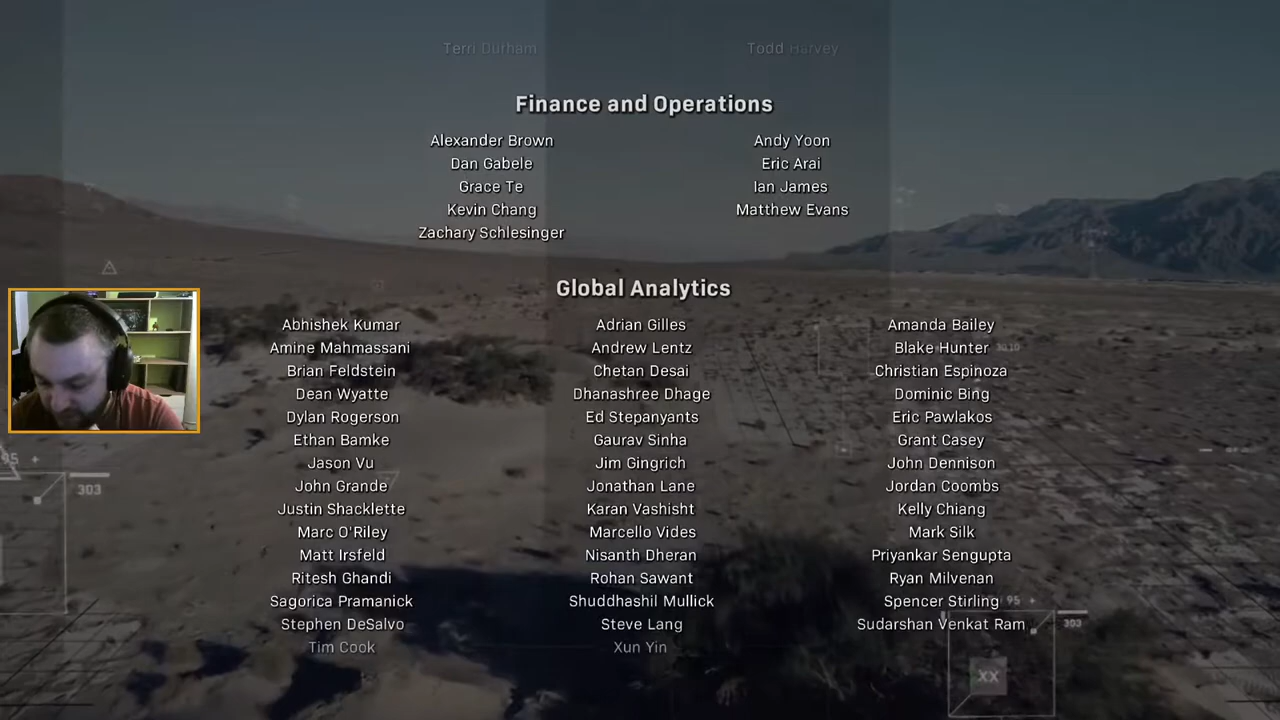 Terri Durham Todd Harvey
Finance and Operations
Alexander Brown Andy Yoon
Dan Gabele Eric Arai
Grace Te Ian James
Kevin Chang Matthew Evans
Zachary Schlesinger
Global Analytics
Abhishek Kumar Adrian Gilles Amanda Bailey
Amine Mahmassani Andrew Lentz Blake Hunter 30.10
Brian Feldstein Chetan Desai Christian Espinoza
Dean Wyatte Dhanashree Dhage Dominic Bing
Dylan Rogerson Ed Stepanyants Eric Pawlakos
Ethan Bamke Gaurav Sinha Grant Casey
Jason Vu Jim Gingrich John Dennison
95 +
John Grande Jonathan Lane Jordan Coombs
303
Justin Shacklette Karan Vashisht Kelly Chiang
Marc O'Riley Marcello Vides Mark Silk
Matt Irsfeld Nisanth Dheran Priyankar Sengupta
Ritesh Ghandi Rohan Sawant Ryan Milvenan
Sagorica Pramanick Shuddhashil Mullick Spencer Stirling 95 +
Stephen DeSalvo Steve Lang Sudarshan Venkat Ram 303
Tim Cook Xun Yin
XX